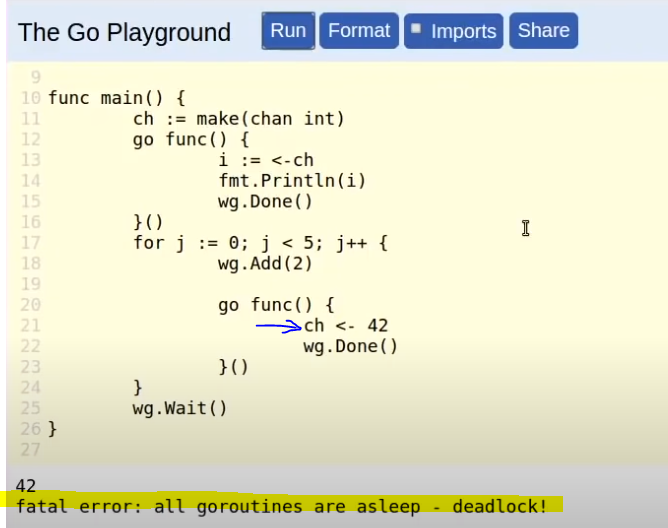 The Go Playground Run Format Imports Share
9
10 func main() {
11 ch := make(chan int)
12 go func() {
13 i := <-ch
14 fmt.Println(i)
15 wg.Done()
16 }()
17 for j := 0; j < 5; j++ {
18 wg.Add(2)
19
20 go func() {
21 ch <- 42
22 wg.Done()
23 }()
24 }
25 wg.Wait()
26 }
27
42
fatal error: all goroutines are asleep - deadlock!